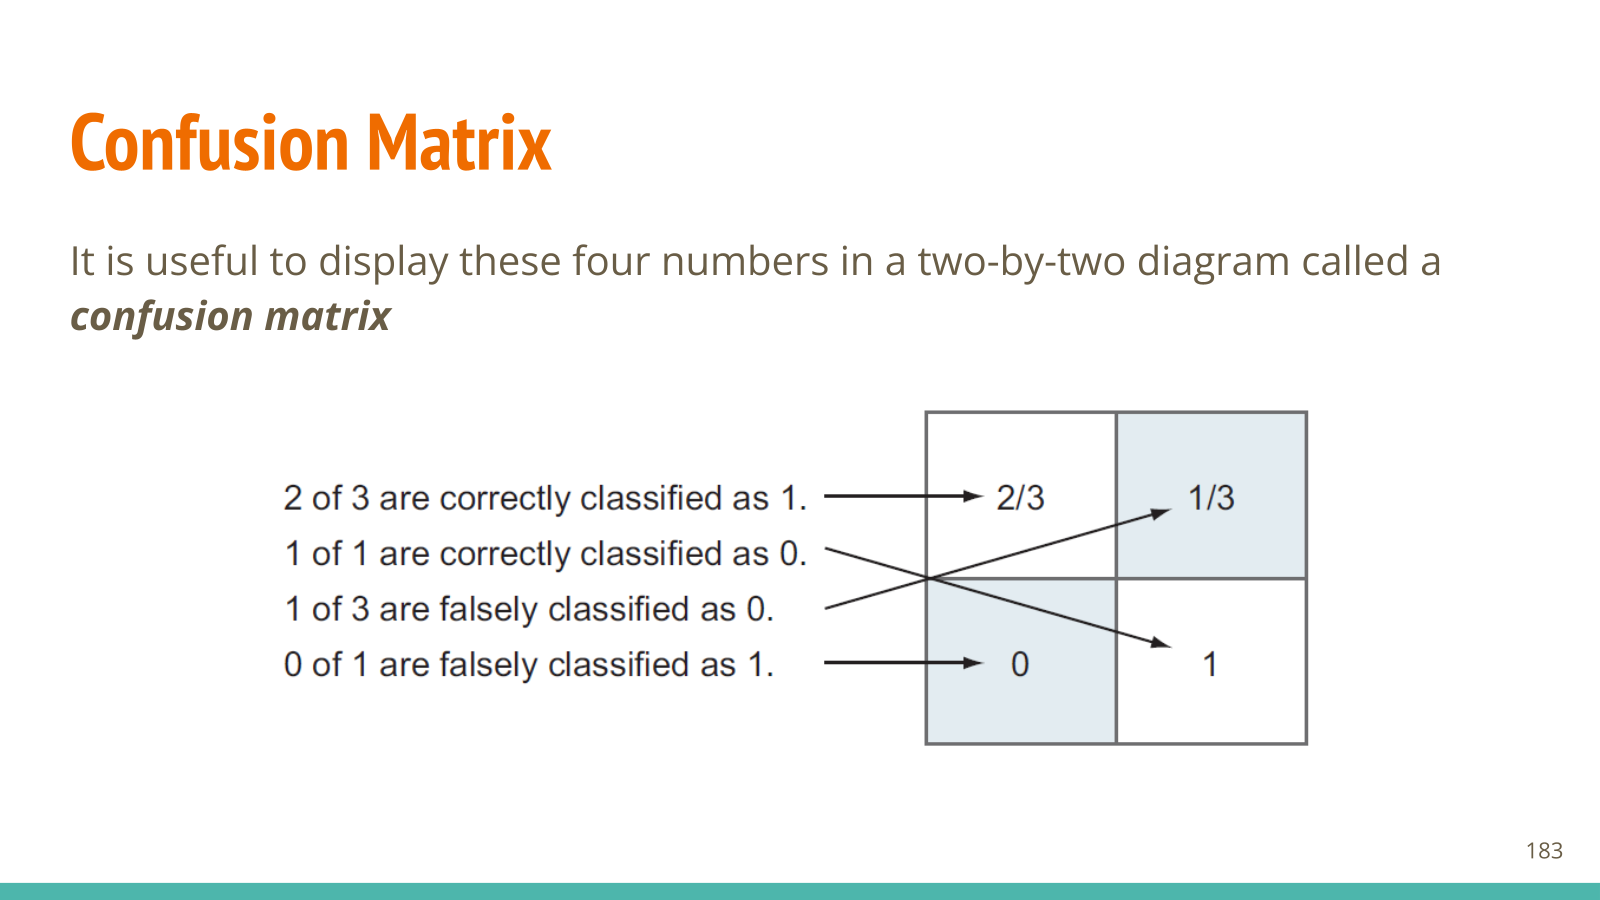 Confusion Matrix
It is useful to display these four numbers in a two-by-two diagram called a
confusion matrix
2 of 3 are correctly classified as 1.
1 of 1 are correctly classified as 0.
1 of 3 are falsely classified as 0.
0 of 1 are falsely classified as 1.
2/3 1/3
0 1
183